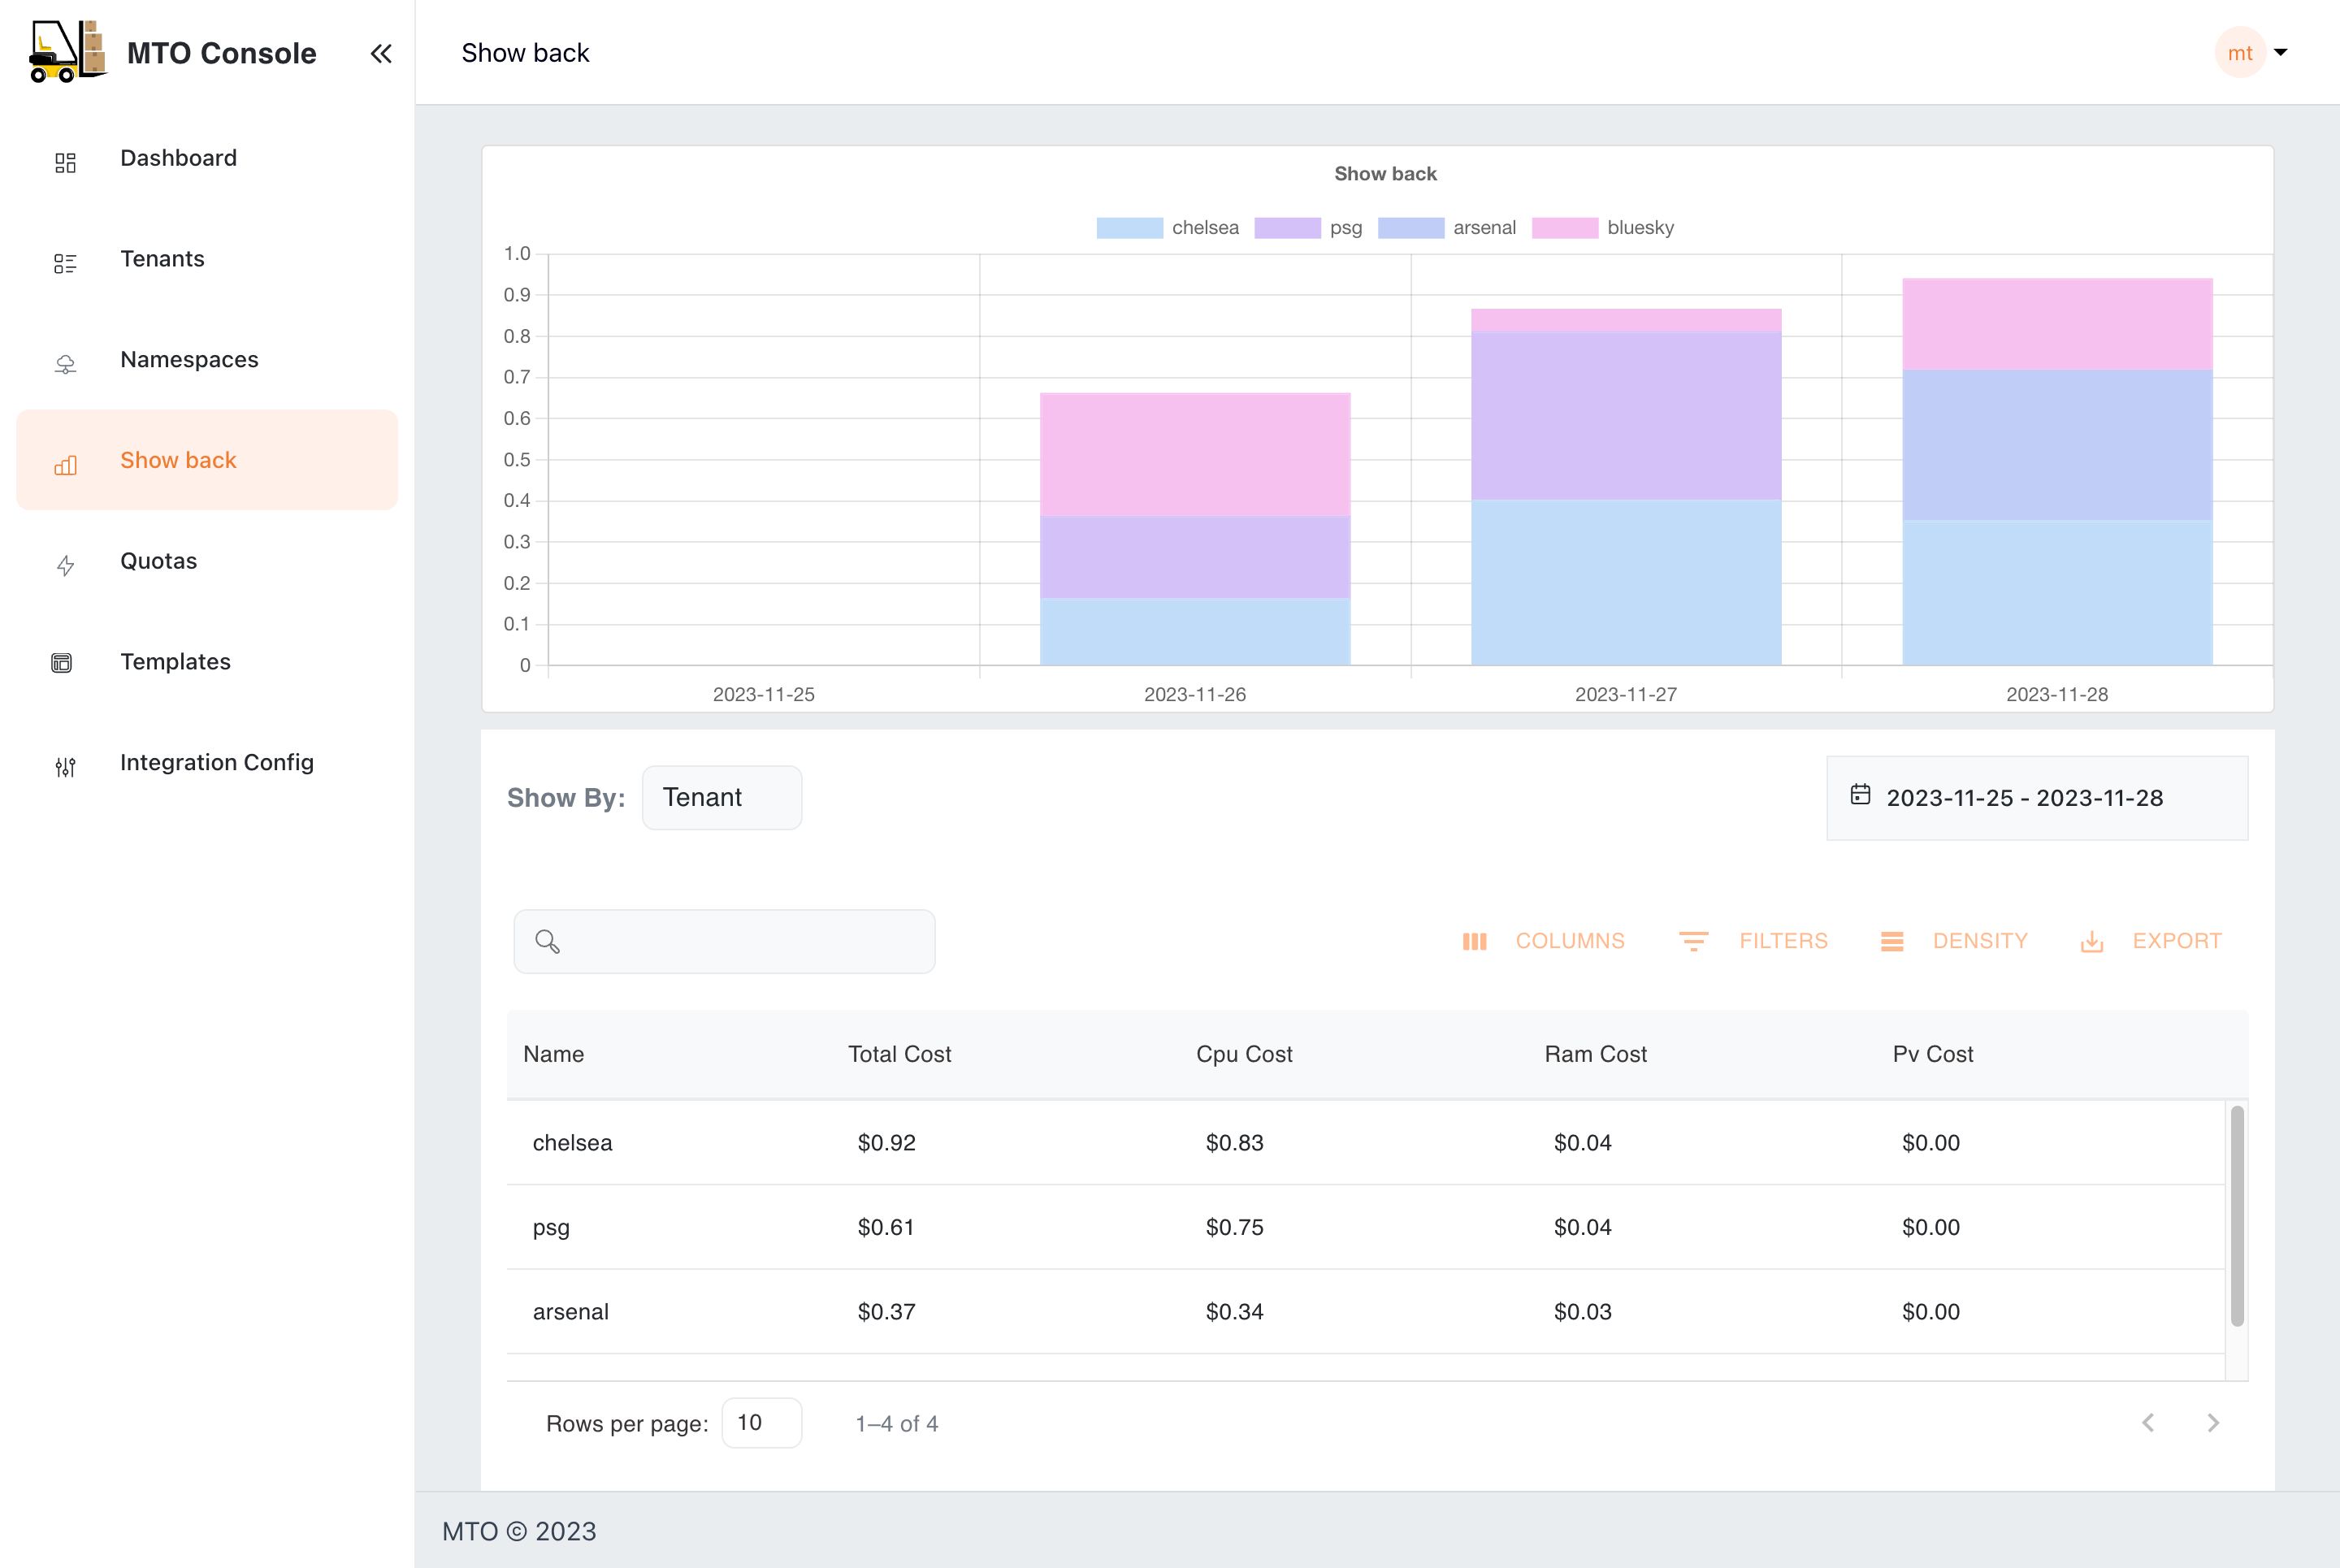 MTO Console
Show back
mt
Dashboard
Tenants
Namespaces
Show back
Quotas
Templates
Integration Config
Show back
chelsea psg arsenal bluesky
1.0
0.9
0.8
0.7
0.6
0.5
0.4
0.3
0.2
0.1
0
2023-11-25 2023-11-26 2023-11-27 2023-11-28
Show By: Tenant 2023-11-25 - 2023-11-28
COLUMNS FILTERS DENSITY EXPORT
Name Total Cost Cpu Cost Ram Cost Pv Cost
chelsea $0.92 $0.83 $0.04 $0.00
psg $0.61 $0.75 $0.04 $0.00
arsenal $0.37 $0.34 $0.03 $0.00
Rows per page: 10 1–4 of 4
MTO © 2023